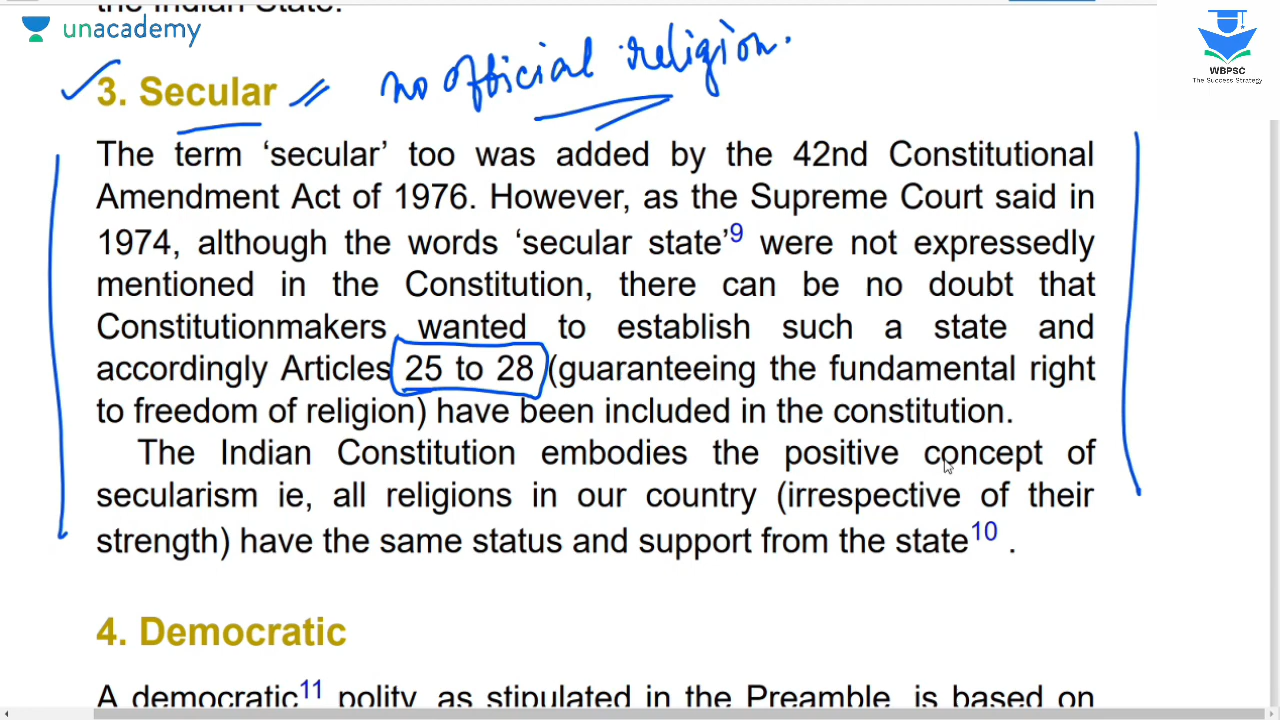 the Indian State.
unacademy
no official religion.
WBPSC
The Success Strategy
3. Secular
The term ‘secular’ too was added by the 42nd Constitutional
Amendment Act of 1976. However, as the Supreme Court said in
1974, although the words ‘secular state’9 were not expressedly
mentioned in the Constitution, there can be no doubt that
Constitutionmakers wanted to establish such a state and
accordingly Articles 25 to 28 (guaranteeing the fundamental right
to freedom of religion) have been included in the constitution.
The Indian Constitution embodies the positive concept of
secularism ie, all religions in our country (irrespective of their
strength) have the same status and support from the state10 .
4. Democratic
A democratic11 polity, as stipulated in the Preamble, is based on